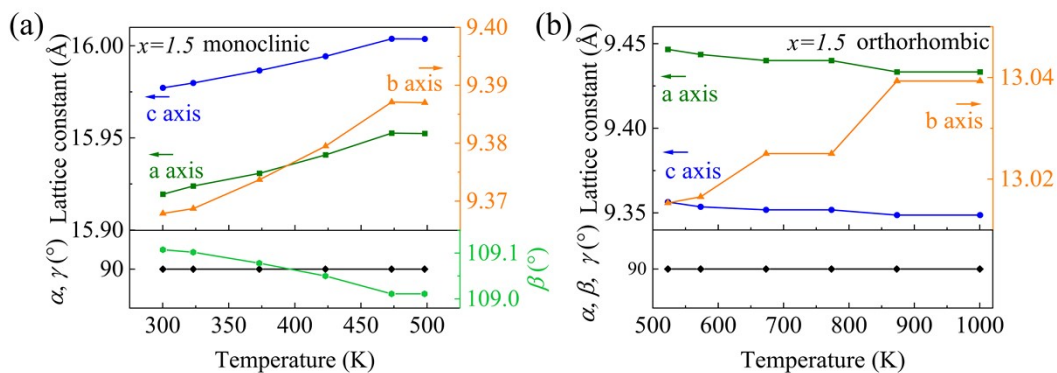 (a)
x=1.5 monoclinic
c axis
b axis
a axis
Lattice constant (Å)
16.00
15.95
15.90
9.40
9.39
9.38
9.37
α, γ (°)
90
β (°)
109.1
109.0
300 350 400 450 500
Temperature (K)
(b)
x=1.5 orthorhombic
a axis
b axis
c axis
Lattice constant (Å)
9.45
9.40
9.35
13.04
13.02
α, β, γ (°)
90
500 600 700 800 900 1000
Temperature (K)